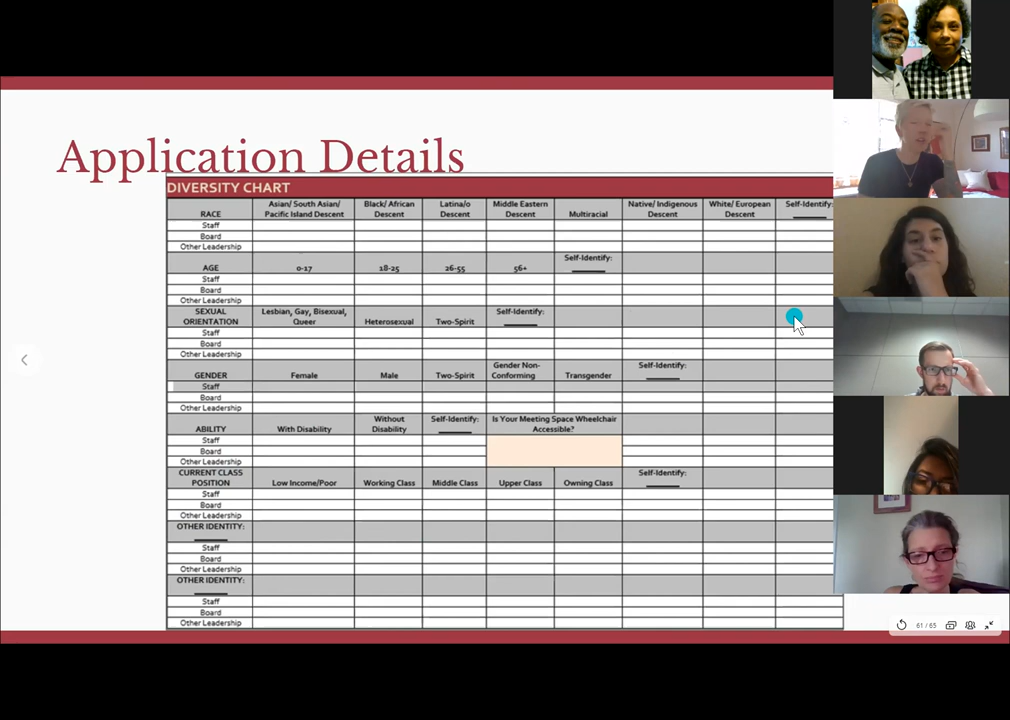 Application Details
DIVERSITY CHART
RACE Asian/ South Asian/ Pacific Island Descent Black/ African Descent Latina/o Descent Middle Eastern Descent Multiracial Native/ Indigenous Descent White/ European Descent Self-Identify:
Staff
Board
Other Leadership
AGE 0-17 18-25 26-55 56+ Self-Identify:
Staff
Board
Other Leadership
SEXUAL ORIENTATION Lesbian, Gay, Bisexual, Queer Heterosexual Two-Spirit Self-Identify:
Staff
Board
Other Leadership
GENDER Female Male Two-Spirit Gender Non-Conforming Transgender Self-Identify:
Staff
Board
Other Leadership
ABILITY With Disability Without Disability Self-Identify: Is Your Meeting Space Wheelchair Accessible?
Staff
Board
Other Leadership
CURRENT CLASS POSITION Low Income/Poor Working Class Middle Class Upper Class Owning Class Self-Identify:
Staff
Board
Other Leadership
OTHER IDENTITY:
Staff
Board
Other Leadership
OTHER IDENTITY:
Staff
Board
Other Leadership
61 / 65